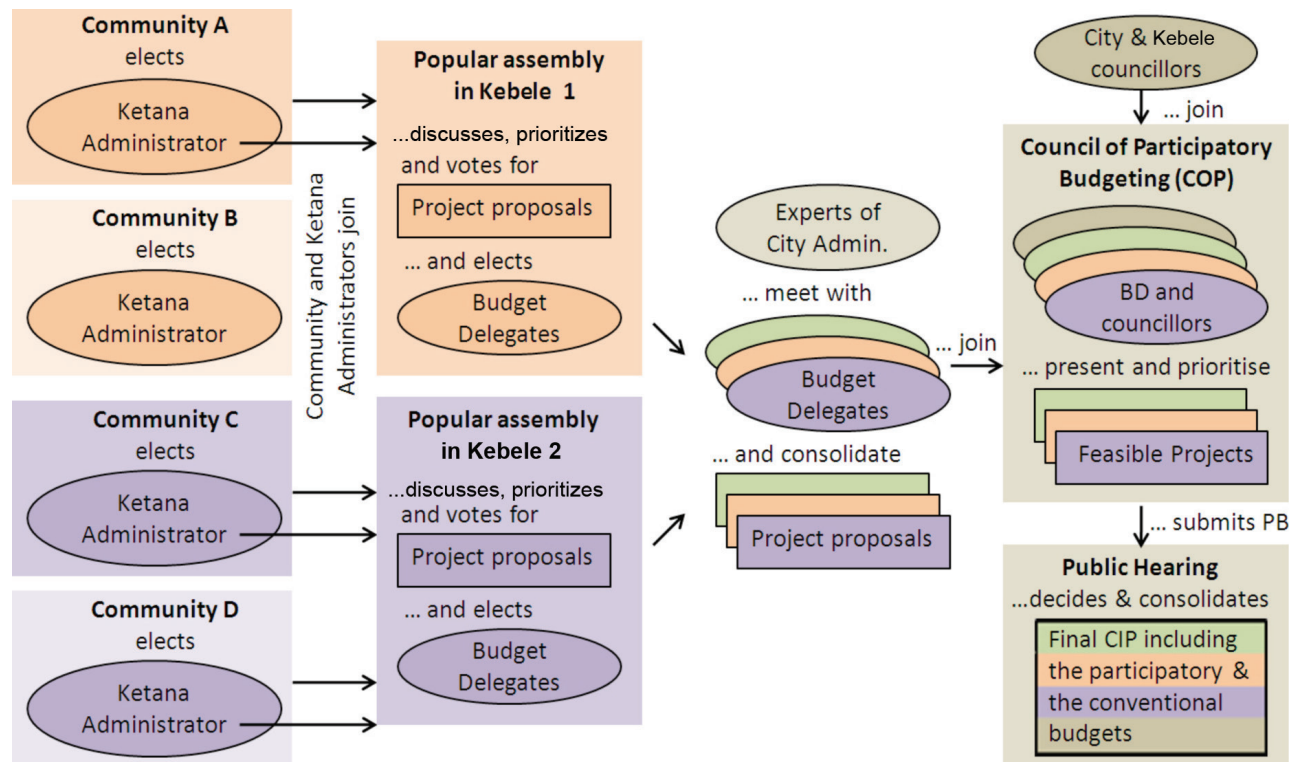 Community A
elects
Ketana
Administrator
Community B
elects
Ketana
Administrator
Community C
elects
Ketana
Administrator
Community D
elects
Ketana
Administrator
Community and Ketana
Administrators join
Popular assembly
in Kebele 1
...discusses, prioritizes
and votes for
Project proposals
... and elects
Budget
Delegates
Popular assembly
in Kebele 2
...discusses, prioritizes
and votes for
Project proposals
... and elects
Budget
Delegates
Experts of
City Admin.
... meet with
Budget
Delegates
... and consolidate
Project proposals
... join
City & Kebele
councillors
... join
Council of Participatory
Budgeting (COP)
BD and
councillors
... present and prioritise
Feasible Projects
... submits PB
Public Hearing
...decides & consolidates
Final CIP including
the participatory &
the conventional
budgets